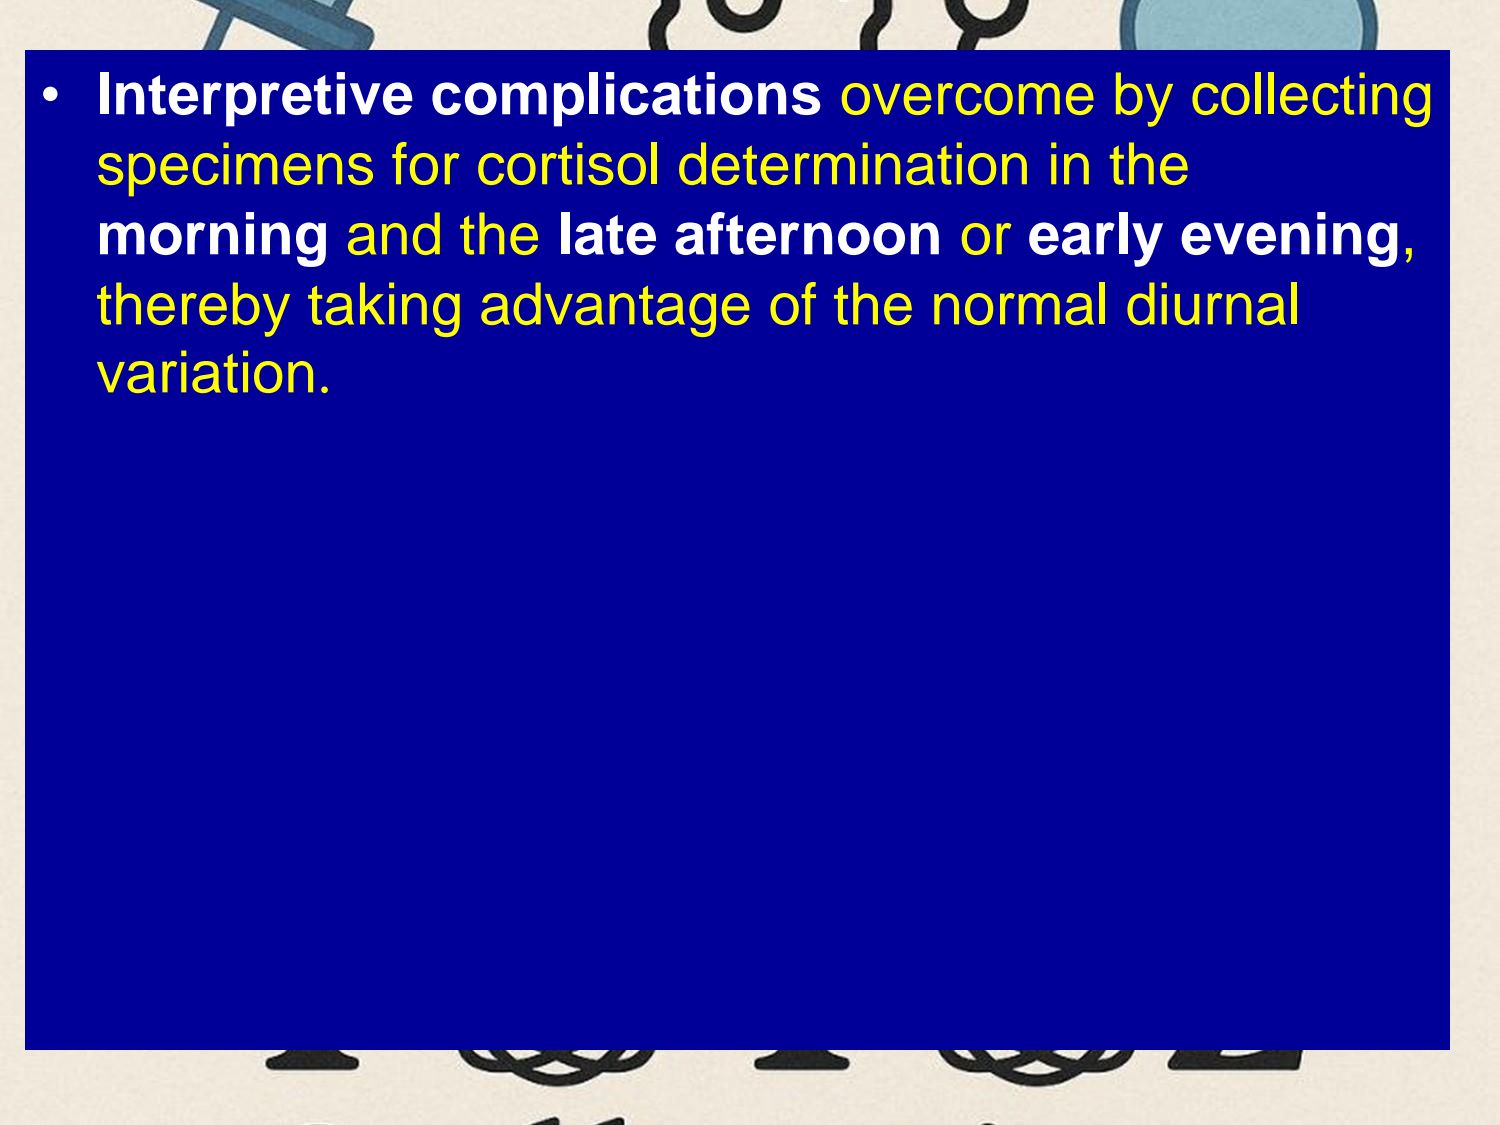 • Interpretive complications overcome by collecting
specimens for cortisol determination in the
morning and the late afternoon or early evening,
thereby taking advantage of the normal diurnal
variation.